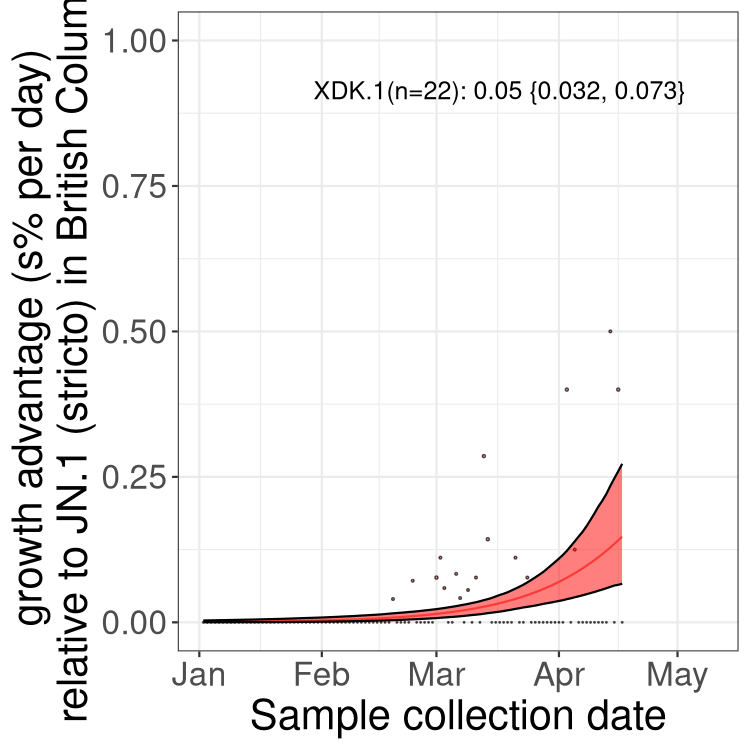 growth advantage (s% per day)
relative to JN.1 (stricto) in British Colum
1.00
0.75
0.50
0.25
0.00
XDK.1(n=22): 0.05 {0.032, 0.073}
Jan Feb Mar Apr May
Sample collection date